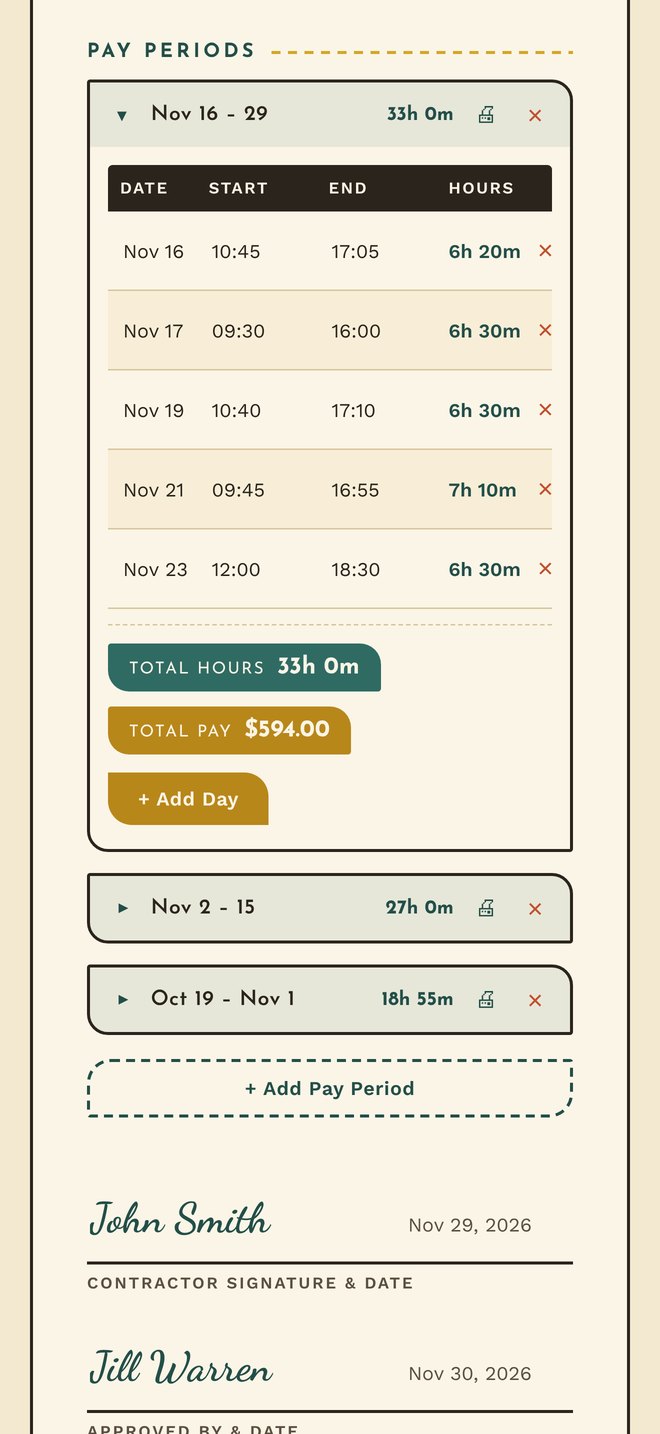 PAY PERIODS
▼ Nov 16 – 29 33h 0m ×
DATE START END HOURS
Nov 16 10:45 17:05 6h 20m ×
Nov 17 09:30 16:00 6h 30m ×
Nov 19 10:40 17:10 6h 30m ×
Nov 21 09:45 16:55 7h 10m ×
Nov 23 12:00 18:30 6h 30m ×
TOTAL HOURS 33h 0m
TOTAL PAY $594.00
+ Add Day
► Nov 2 – 15 27h 0m ×
► Oct 19 – Nov 1 18h 55m ×
+ Add Pay Period
John Smith Nov 29, 2026
CONTRACTOR SIGNATURE & DATE
Jill Warren Nov 30, 2026
APPROVED BY & DATE